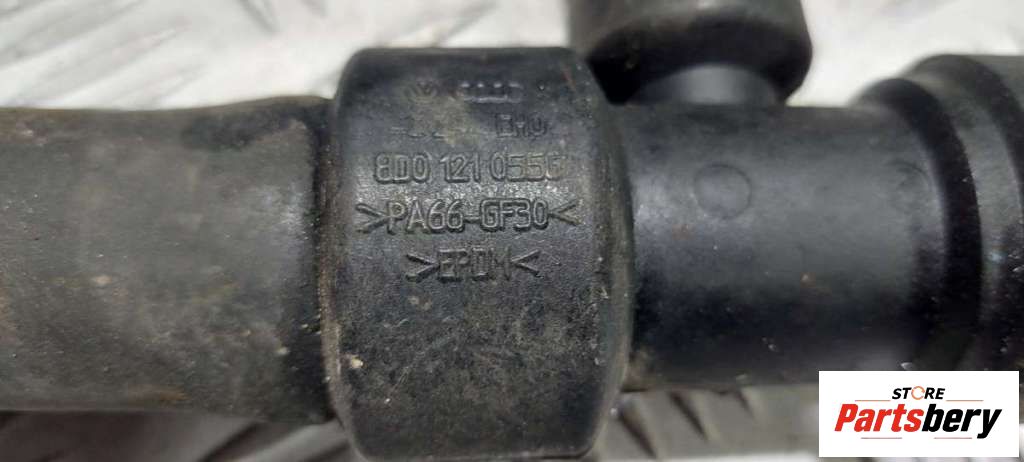 8D0 121 055G
>PA66-GF30<
>EPDM<
STORE
Partsbery